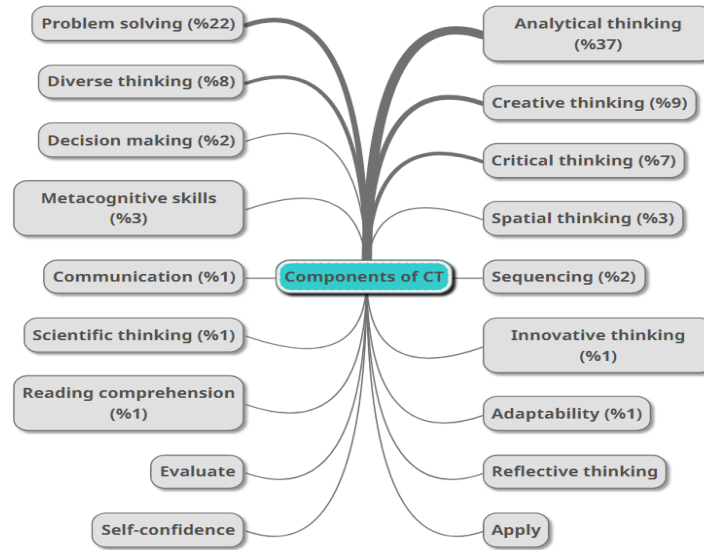 Problem solving (%22)
Diverse thinking (%8)
Decision making (%2)
Metacognitive skills
(%3)
Communication (%1)
Scientific thinking (%1)
Reading comprehension
(%1)
Evaluate
Self-confidence
Components of CT
Analytical thinking
(%37)
Creative thinking (%9)
Critical thinking (%7)
Spatial thinking (%3)
Sequencing (%2)
Innovative thinking
(%1)
Adaptability (%1)
Reflective thinking
Apply